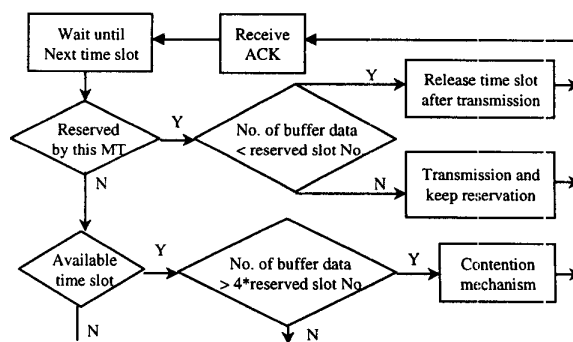 Wait until
Next time slot
Receive
ACK
Y
Release time slot
after transmission
Reserved
by this MT
Y
No. of buffer data
< reserved slot No.
N
Transmission and
keep reservation
N
Available
time slot
Y
No. of buffer data
> 4*reserved slot No.
Y
Contention
mechanism
N
N